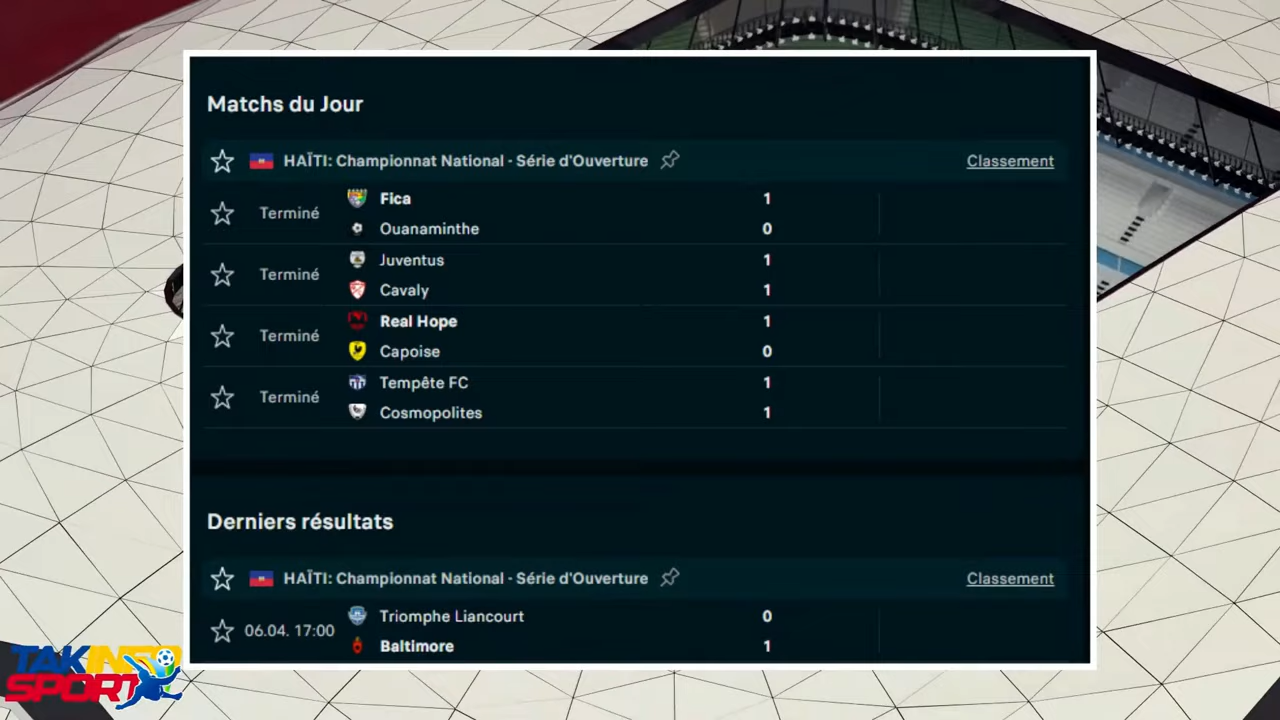 Matchs du Jour
HAÏTI: Championnat National - Série d'Ouverture Classement
Fica 1
Terminé
Ouanaminthe 0
Juventus 1
Terminé
Cavaly 1
Real Hope 1
Terminé
Capoise 0
Tempête FC 1
Terminé
Cosmopolites 1
Derniers résultats
HAÏTI: Championnat National - Série d'Ouverture Classement
Triomphe Liancourt 0
06.04. 17:00
Baltimore 1
TAKINFO
SPORT